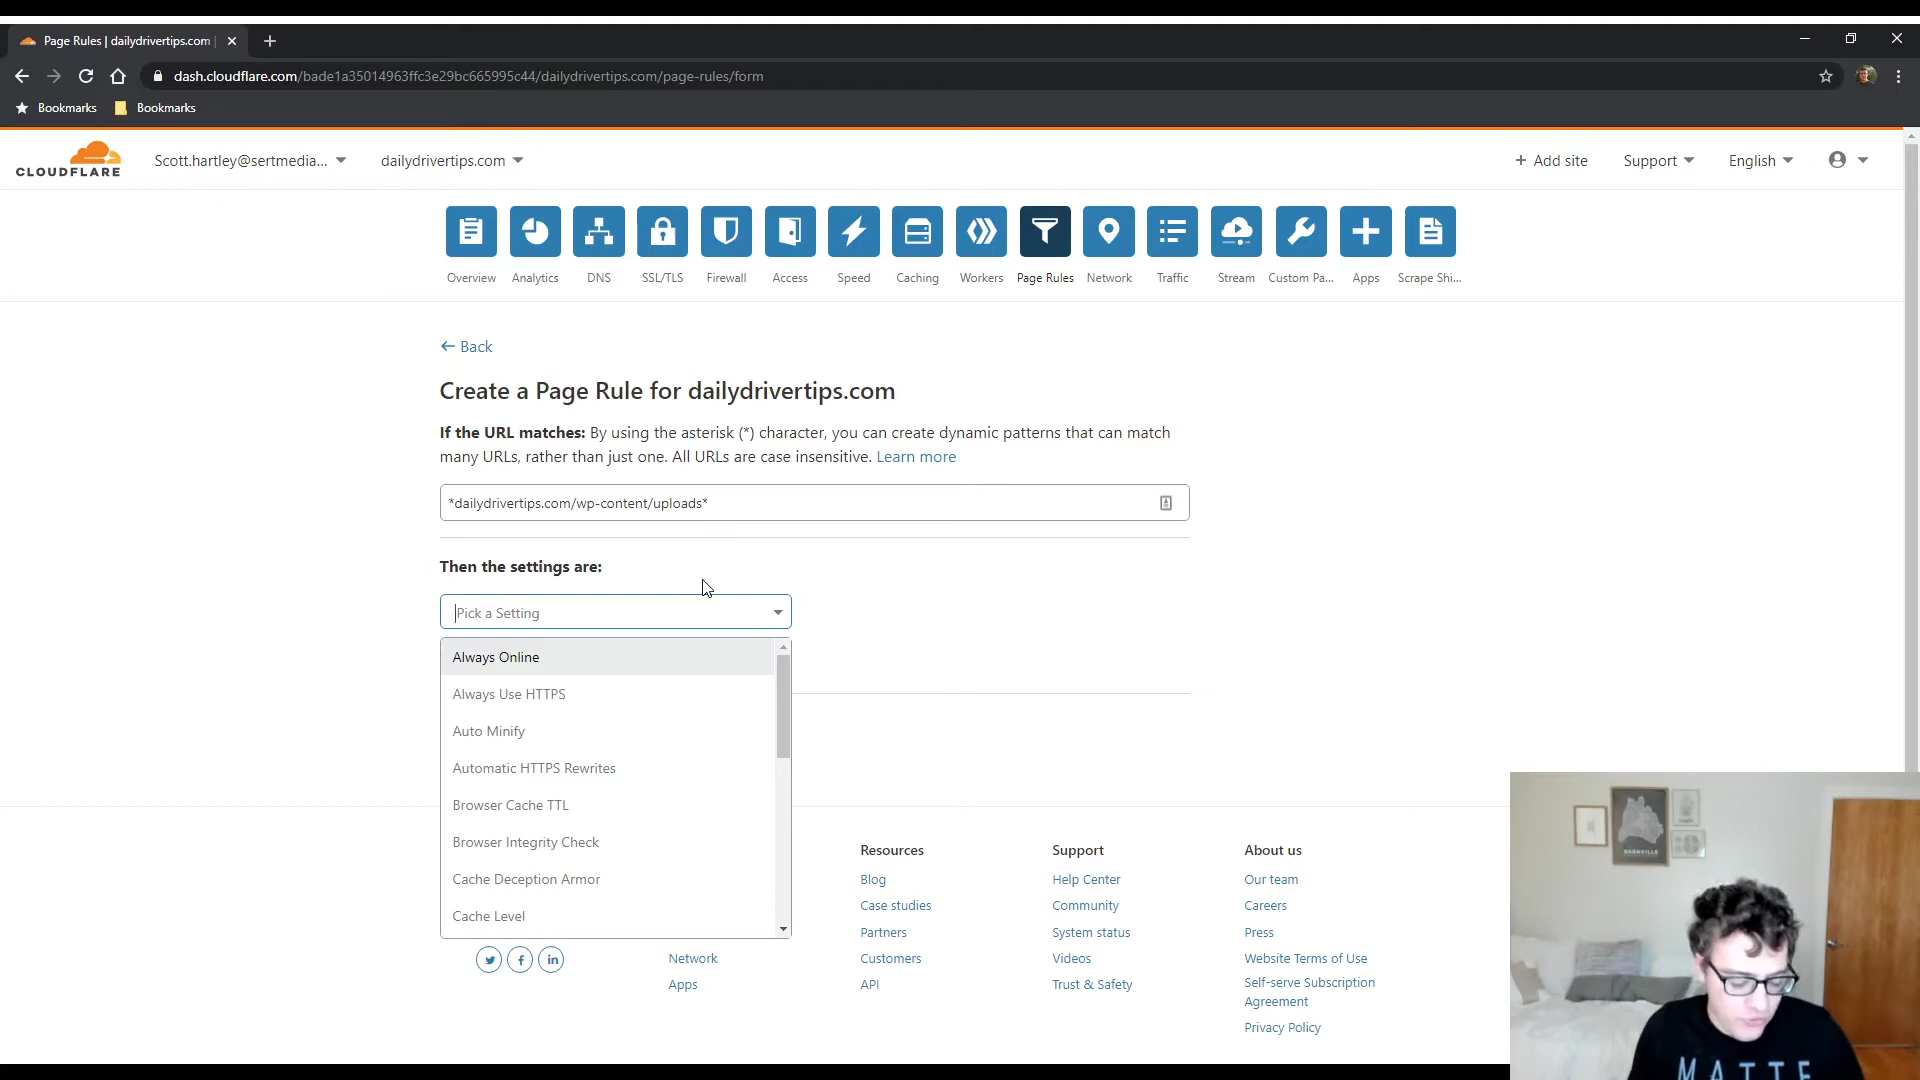 Page Rules | dailydrivertips.com |
dash.cloudflare.com/bade1a35014963ffc3e29bc665995c44/dailydrivertips.com/page-rules/form
Bookmarks
Bookmarks
CLOUDFLARE
Scott.hartley@sertmedia...
dailydrivertips.com
+ Add site
Support
English
Overview
Analytics
DNS
SSL/TLS
Firewall
Access
Speed
Caching
Workers
Page Rules
Network
Traffic
Stream
Custom Pa...
Apps
Scrape Shi...
← Back
Create a Page Rule for dailydrivertips.com
If the URL matches: By using the asterisk (*) character, you can create dynamic patterns that can match
many URLs, rather than just one. All URLs are case insensitive. Learn more
*dailydrivertips.com/wp-content/uploads*
Then the settings are:
Pick a Setting
Always Online
Always Use HTTPS
Auto Minify
Automatic HTTPS Rewrites
Browser Cache TTL
Browser Integrity Check
Cache Deception Armor
Cache Level
Network
Apps
Resources
Blog
Case studies
Partners
Customers
API
Support
Help Center
Community
System status
Videos
Trust & Safety
About us
Our team
Careers
Press
Website Terms of Use
Self-serve Subscription
Agreement
Privacy Policy
NASHVILLE
MATTE